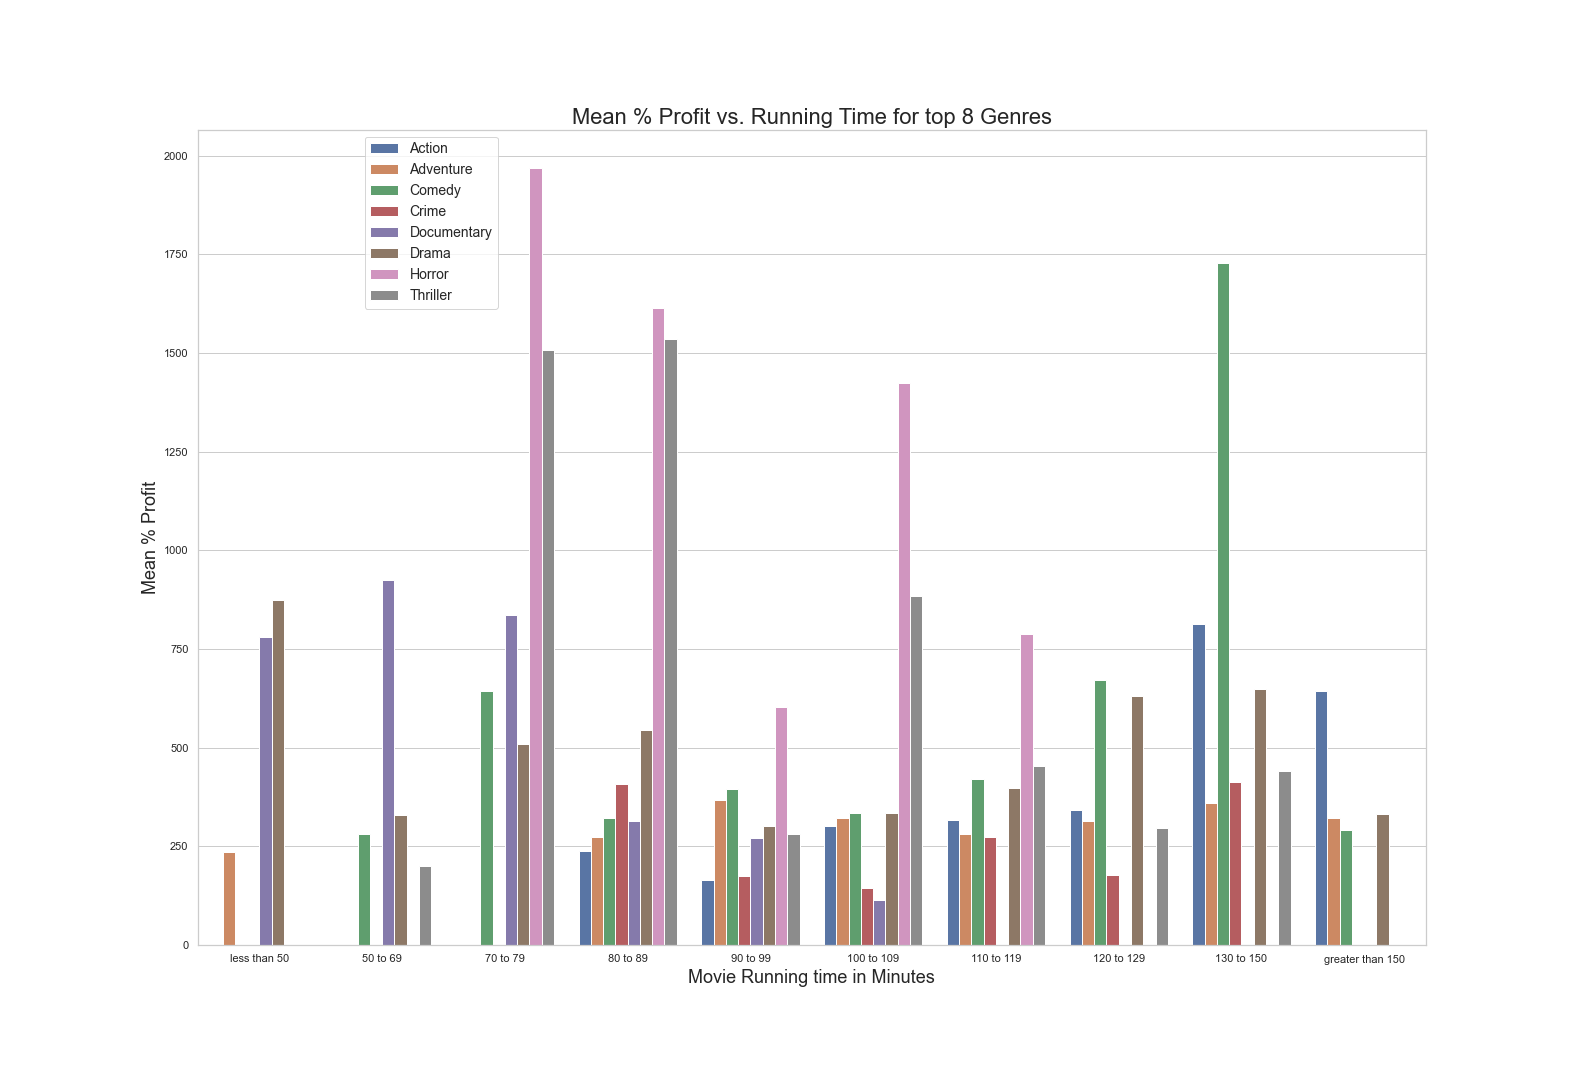 Mean % Profit vs. Running Time for top 8 Genres
Action
Adventure
Comedy
Crime
Documentary
Drama
Horror
Thriller
2000
1750
1500
1250
1000
750
500
250
0
Mean % Profit
less than 50
50 to 69
70 to 79
80 to 89
90 to 99
100 to 109
110 to 119
120 to 129
130 to 150
greater than 150
Movie Running time in Minutes